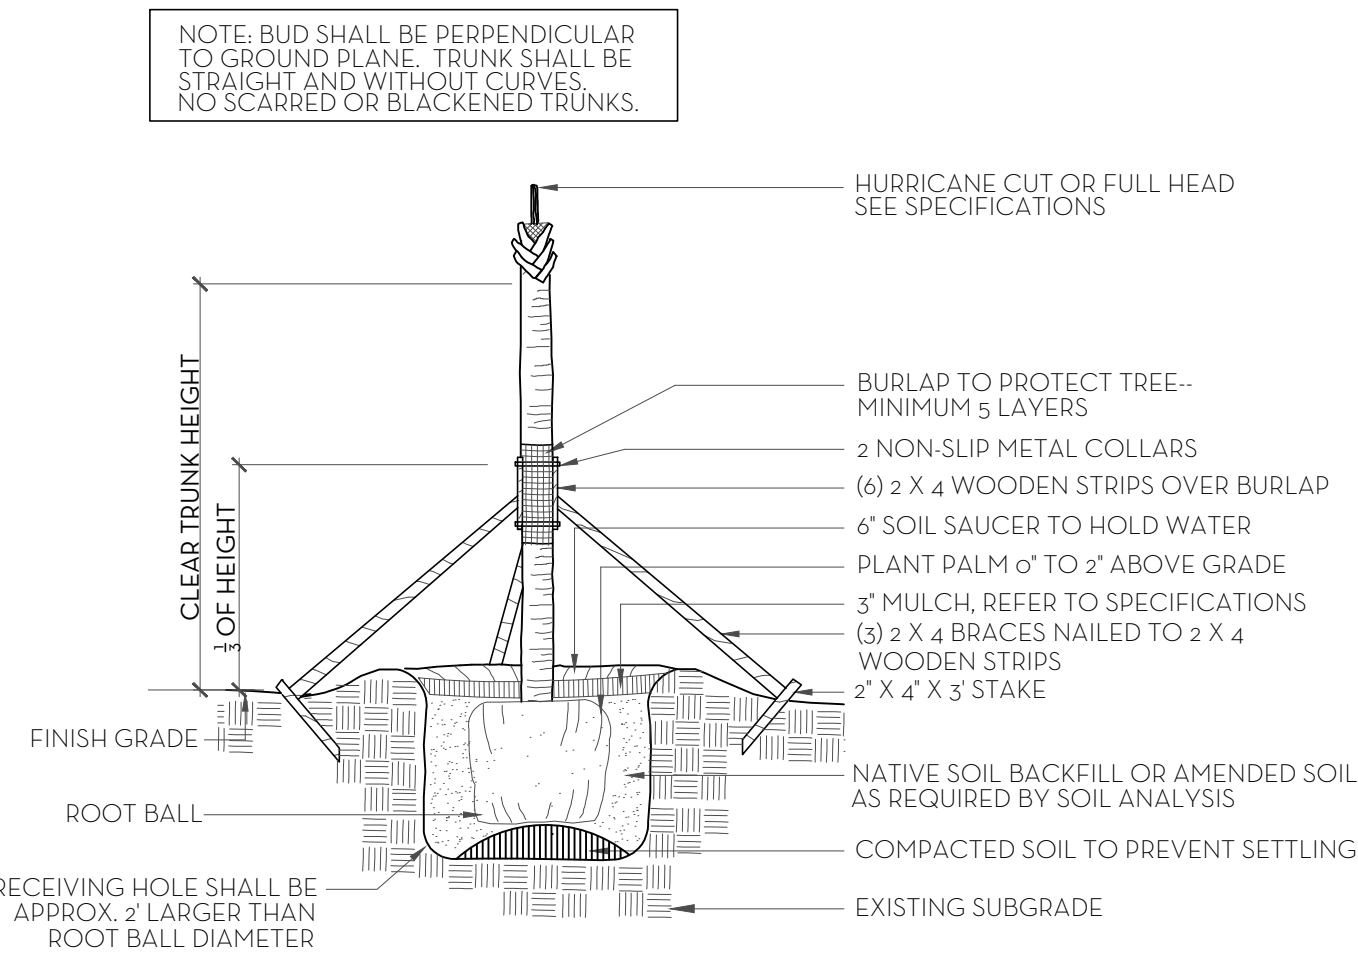 NOTE: BUD SHALL BE PERPENDICULAR
TO GROUND PLANE. TRUNK SHALL BE
STRAIGHT AND WITHOUT CURVES.
NO SCARRED OR BLACKENED TRUNKS.
HURRICANE CUT OR FULL HEAD
SEE SPECIFICATIONS
CLEAR TRUNK HEIGHT
1/3 OF HEIGHT
BURLAP TO PROTECT TREE--
MINIMUM 5 LAYERS
2 NON-SLIP METAL COLLARS
(6) 2 X 4 WOODEN STRIPS OVER BURLAP
6" SOIL SAUCER TO HOLD WATER
PLANT PALM 0" TO 2" ABOVE GRADE
3" MULCH, REFER TO SPECIFICATIONS
(3) 2 X 4 BRACES NAILED TO 2 X 4
WOODEN STRIPS
2" X 4" X 3' STAKE
FINISH GRADE
ROOT BALL
RECEIVING HOLE SHALL BE
APPROX. 2' LARGER THAN
ROOT BALL DIAMETER
NATIVE SOIL BACKFILL OR AMENDED SOIL
AS REQUIRED BY SOIL ANALYSIS
COMPACTED SOIL TO PREVENT SETTLING
EXISTING SUBGRADE